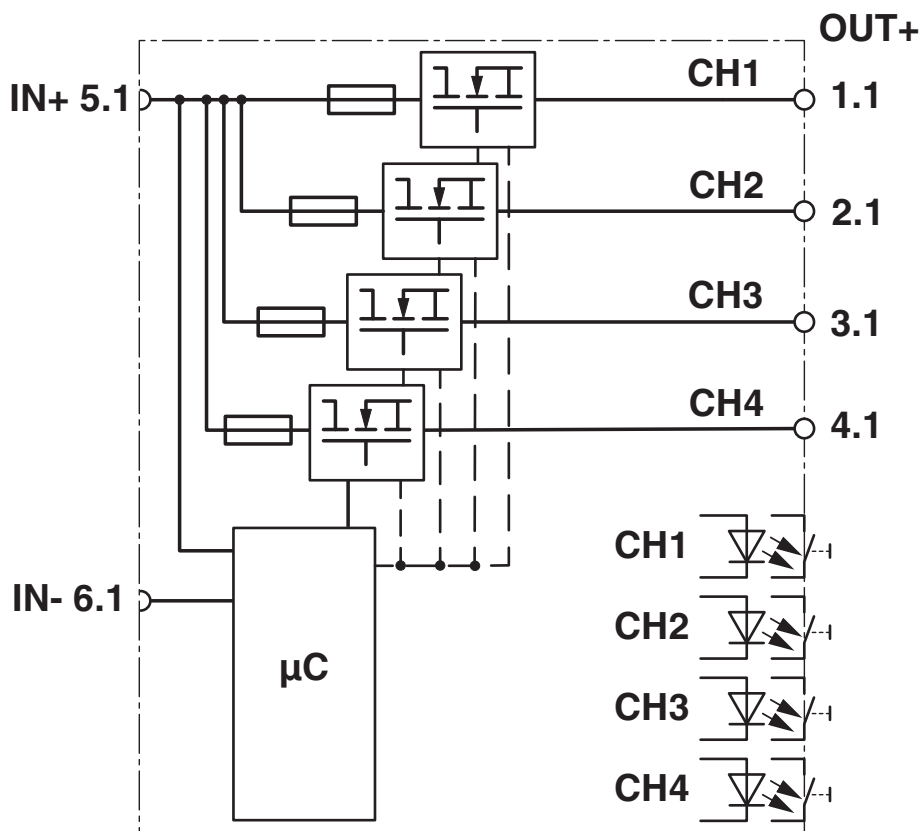 OUT+
IN+ 5.1
CH1
1.1
CH2
2.1
CH3
3.1
CH4
4.1
IN- 6.1
µC
CH1
CH2
CH3
CH4